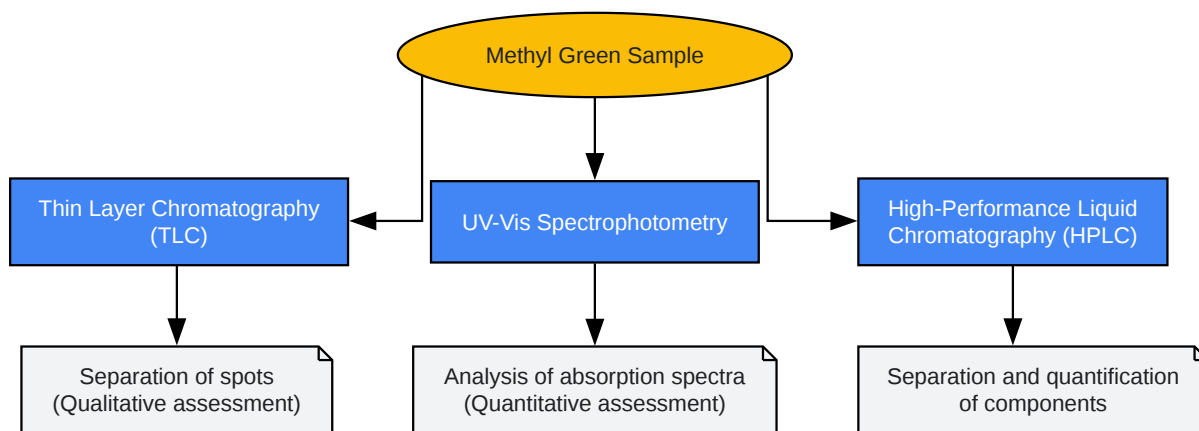 Methyl Green Sample
Thin Layer Chromatography
(TLC)
UV-Vis Spectrophotometry
High-Performance Liquid
Chromatography (HPLC)
Separation of spots
(Qualitative assessment)
Analysis of absorption spectra
(Quantitative assessment)
Separation and quantification
of components